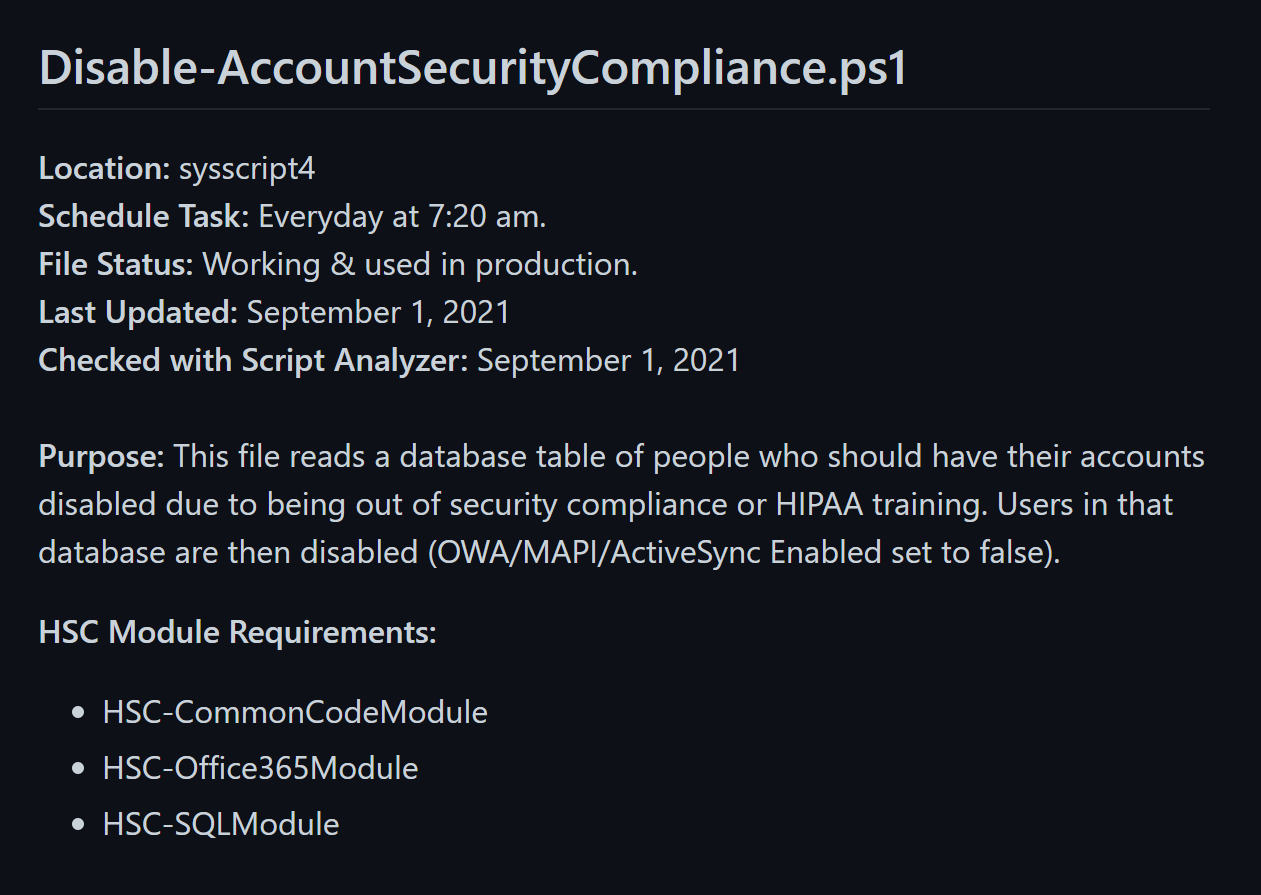 Disable-AccountSecurityCompliance.ps1
Location: sysscript4
Schedule Task: Everyday at 7:20 am.
File Status: Working & used in production.
Last Updated: September 1, 2021
Checked with Script Analyzer: September 1, 2021
Purpose: This file reads a database table of people who should have their accounts
disabled due to being out of security compliance or HIPAA training. Users in that
database are then disabled (OWA/MAPI/ActiveSync Enabled set to false).
HSC Module Requirements:
• HSC-CommonCodeModule
• HSC-Office365Module
• HSC-SQLModule